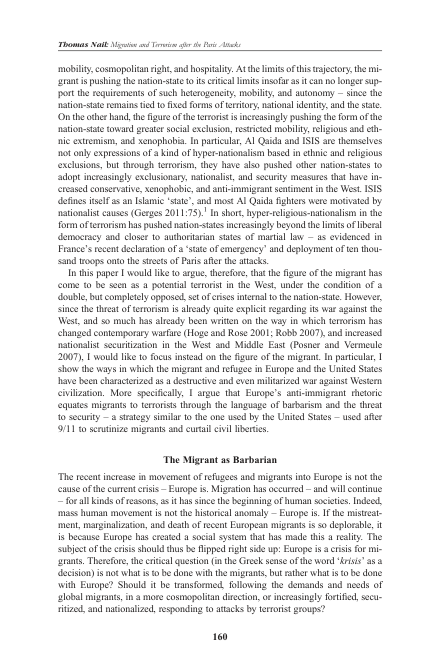 Thomas Nail: Migration and Terrorism after the Paris Attacks
mobility, cosmopolitan right, and hospitality. At the limits of this trajectory, the mi-
grant is pushing the nation-state to its critical limits insofar as it can no longer sup-
port the requirements of such heterogeneity, mobility, and autonomy – since the
nation-state remains tied to fixed forms of territory, national identity, and the state.
On the other hand, the figure of the terrorist is increasingly pushing the form of the
nation-state toward greater social exclusion, restricted mobility, religious and eth-
nic extremism, and xenophobia. In particular, Al Qaida and ISIS are themselves
not only expressions of a kind of hyper-nationalism based in ethnic and religious
exclusions, but through terrorism, they have also pushed other nation-states to
adopt increasingly exclusionary, nationalist, and security measures that have in-
creased conservative, xenophobic, and anti-immigrant sentiment in the West. ISIS
defines itself as an Islamic ‘state’, and most Al Qaida fighters were motivated by
nationalist causes (Gerges 2011:75).1 In short, hyper-religious-nationalism in the
form of terrorism has pushed nation-states increasingly beyond the limits of liberal
democracy and closer to authoritarian states of martial law – as evidenced in
France’s recent declaration of a ‘state of emergency’ and deployment of ten thou-
sand troops onto the streets of Paris after the attacks.
In this paper I would like to argue, therefore, that the figure of the migrant has
come to be seen as a potential terrorist in the West, under the condition of a
double, but completely opposed, set of crises internal to the nation-state. However,
since the threat of terrorism is already quite explicit regarding its war against the
West, and so much has already been written on the way in which terrorism has
changed contemporary warfare (Hoge and Rose 2001; Robb 2007), and increased
nationalist securitization in the West and Middle East (Posner and Vermeule
2007), I would like to focus instead on the figure of the migrant. In particular, I
show the ways in which the migrant and refugee in Europe and the United States
have been characterized as a destructive and even militarized war against Western
civilization. More specifically, I argue that Europe’s anti-immigrant rhetoric
equates migrants to terrorists through the language of barbarism and the threat
to security – a strategy similar to the one used by the United States – used after
9/11 to scrutinize migrants and curtail civil liberties.
The Migrant as Barbarian
The recent increase in movement of refugees and migrants into Europe is not the
cause of the current crisis – Europe is. Migration has occurred – and will continue
– for all kinds of reasons, as it has since the beginning of human societies. Indeed,
mass human movement is not the historical anomaly – Europe is. If the mistreat-
ment, marginalization, and death of recent European migrants is so deplorable, it
is because Europe has created a social system that has made this a reality. The
subject of the crisis should thus be flipped right side up: Europe is a crisis for mi-
grants. Therefore, the critical question (in the Greek sense of the word ‘krisis’ as a
decision) is not what is to be done with the migrants, but rather what is to be done
with Europe? Should it be transformed, following the demands and needs of
global migrants, in a more cosmopolitan direction, or increasingly fortified, secu-
ritized, and nationalized, responding to attacks by terrorist groups?
160